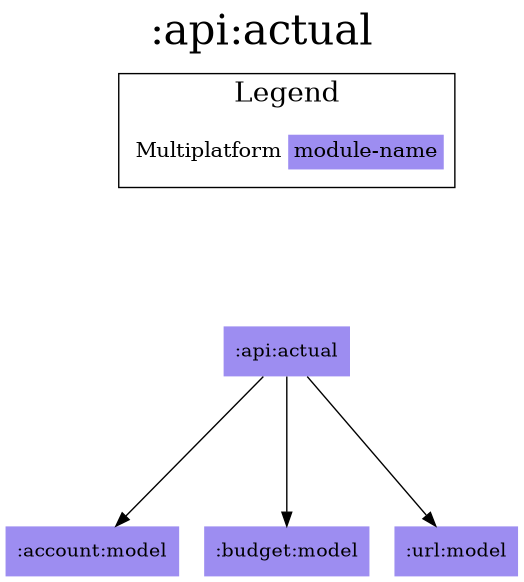 :api:actual
Legend
Multiplatform module-name
:api:actual
:account:model :budget:model :url:model